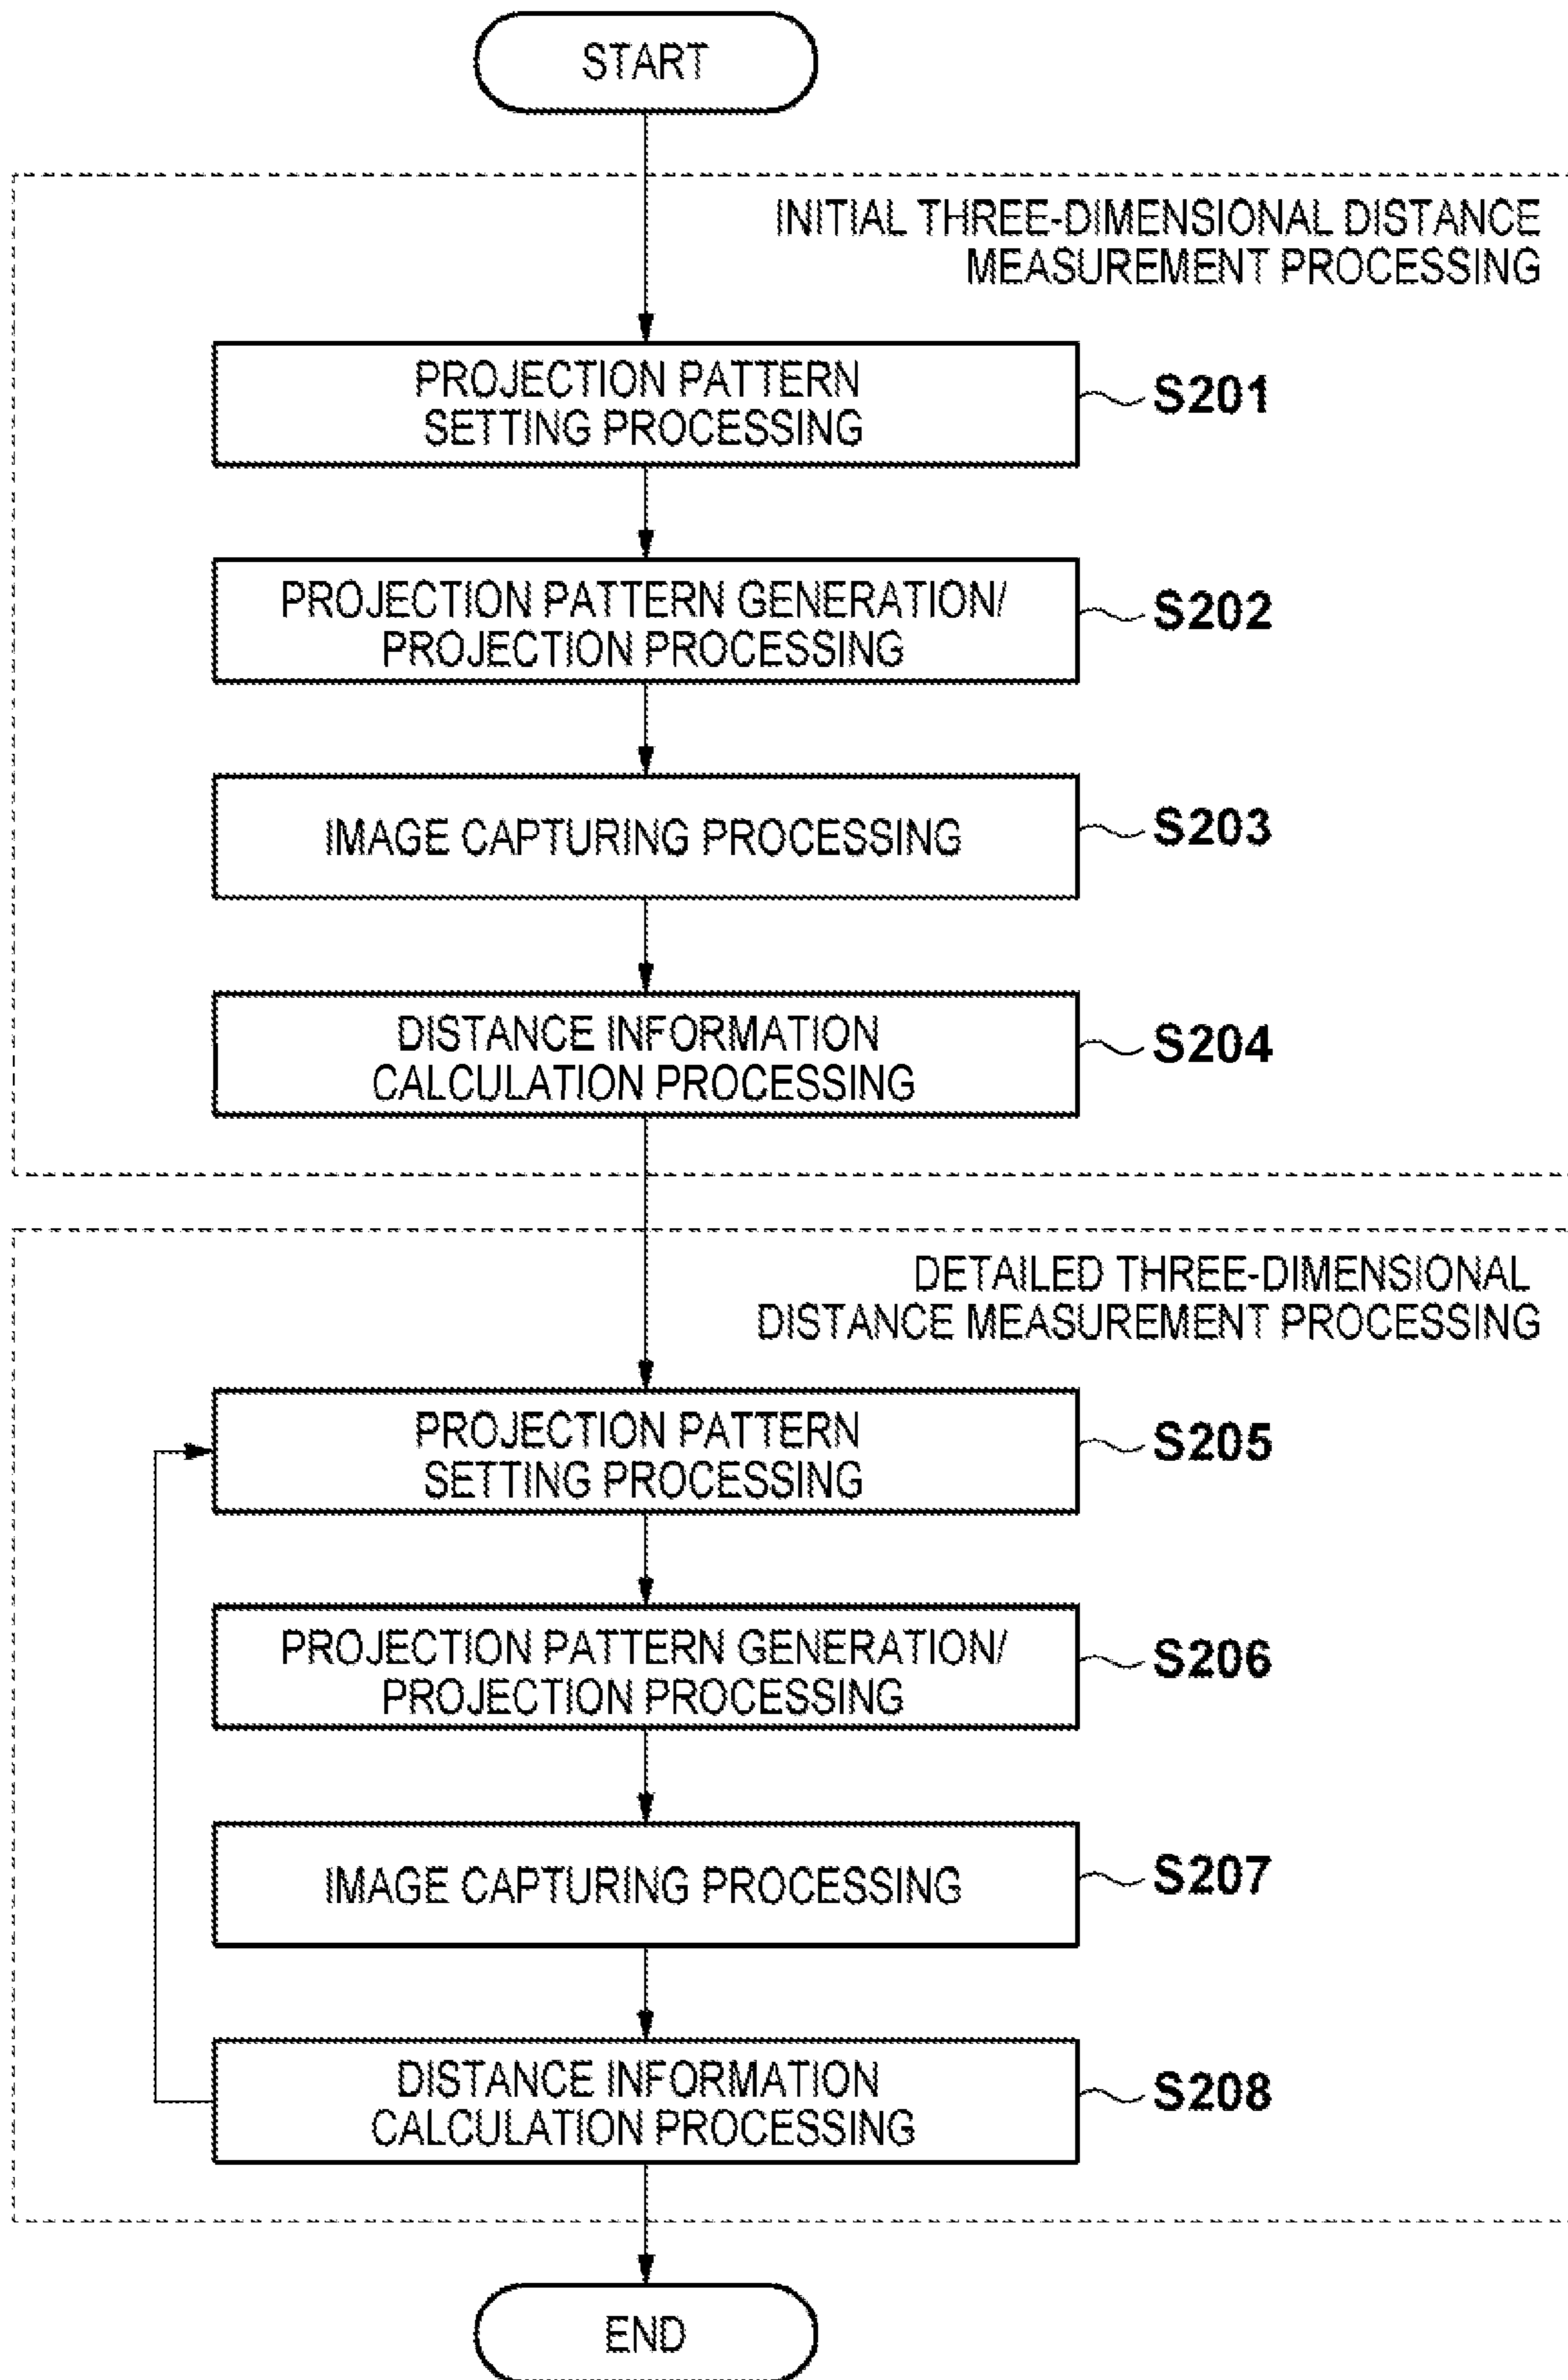 START
INITIAL THREE-DIMENSIONAL DISTANCE
MEASUREMENT PROCESSING
PROJECTION PATTERN
SETTING PROCESSING
S201
PROJECTION PATTERN GENERATION/
PROJECTION PROCESSING
S202
IMAGE CAPTURING PROCESSING
S203
DISTANCE INFORMATION
CALCULATION PROCESSING
S204
DETAILED THREE-DIMENSIONAL
DISTANCE MEASUREMENT PROCESSING
PROJECTION PATTERN
SETTING PROCESSING
S205
PROJECTION PATTERN GENERATION/
PROJECTION PROCESSING
S206
IMAGE CAPTURING PROCESSING
S207
DISTANCE INFORMATION
CALCULATION PROCESSING
S208
END